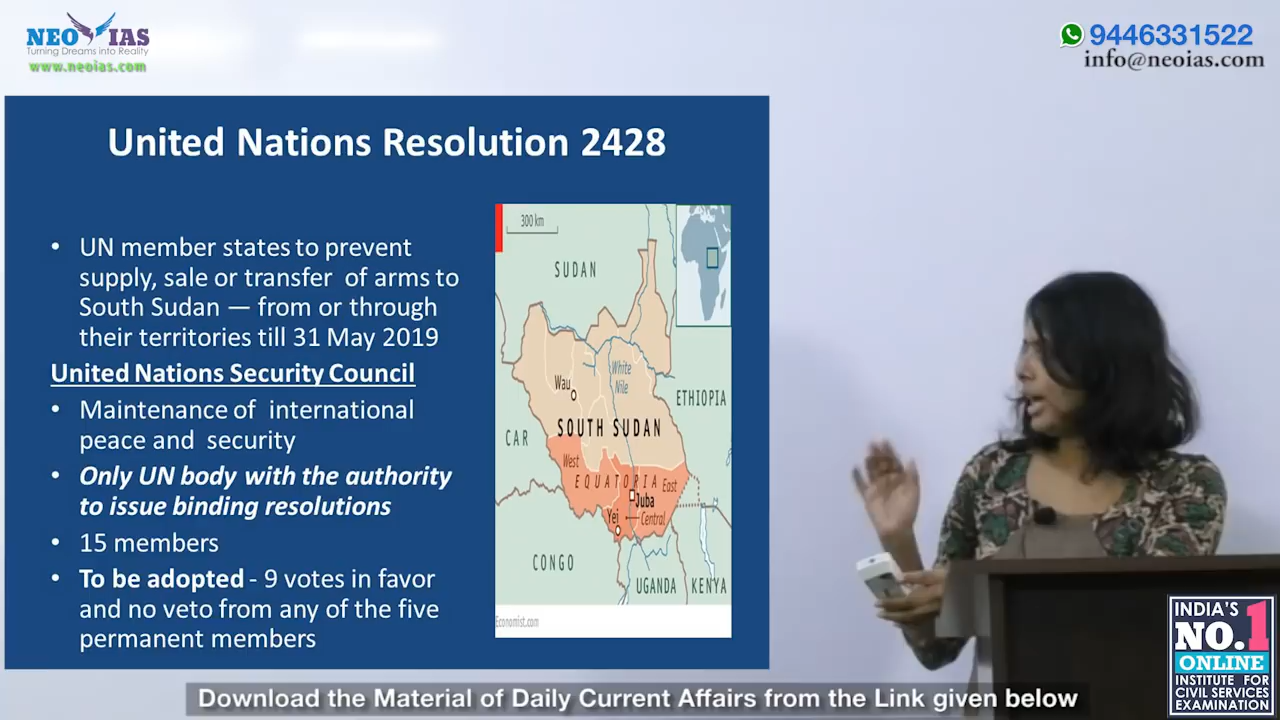 NEO IAS
Turning Dreams into Reality
www.neoias.com
9446331522
info@neoias.com
United Nations Resolution 2428
• UN member states to prevent
supply, sale or transfer of arms to
South Sudan — from or through
their territories till 31 May 2019
United Nations Security Council
• Maintenance of international
peace and security
• Only UN body with the authority
to issue binding resolutions
• 15 members
• To be adopted - 9 votes in favor
and no veto from any of the five
permanent members
300 km
SUDAN
White
Nile
Wau
ETHIOPIA
SOUTH SUDAN
CAR
West
EQUATORIA
East
Juba
Yei
Central
CONGO
UGANDA
KENYA
Economist.com
INDIA'S
NO.1
ONLINE
INSTITUTE FOR
CIVIL SERVICES
EXAMINATION
Download the Material of Daily Current Affairs from the Link given below